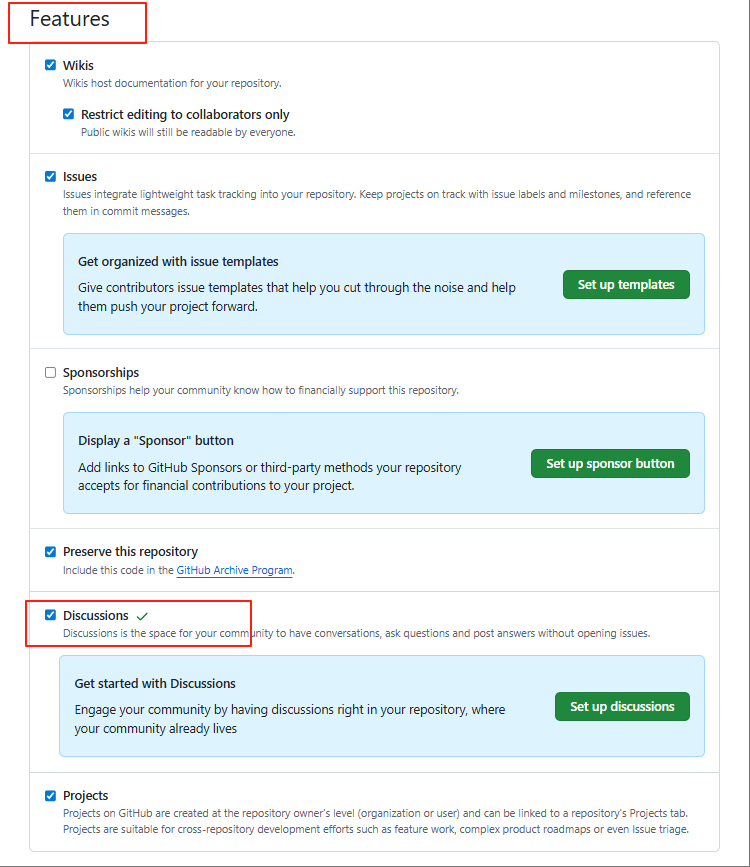 Features
Wikis
Wikis host documentation for your repository.
Restrict editing to collaborators only
Public wikis will still be readable by everyone.
Issues
Issues integrate lightweight task tracking into your repository. Keep projects on track with issue labels and milestones, and reference
them in commit messages.
Get organized with issue templates
Give contributors issue templates that help you cut through the noise and help
them push your project forward.
Set up templates
Sponsorships
Sponsorships help your community know how to financially support this repository.
Display a "Sponsor" button
Add links to GitHub Sponsors or third-party methods your repository
accepts for financial contributions to your project.
Set up sponsor button
Preserve this repository
Include this code in the GitHub Archive Program.
Discussions
Discussions is the space for your community to have conversations, ask questions and post answers without opening issues.
Get started with Discussions
Engage your community by having discussions right in your repository, where
your community already lives
Set up discussions
Projects
Projects on GitHub are created at the repository owner's level (organization or user) and can be linked to a repository's Projects tab.
Projects are suitable for cross-repository development efforts such as feature work, complex product roadmaps or even Issue triage.